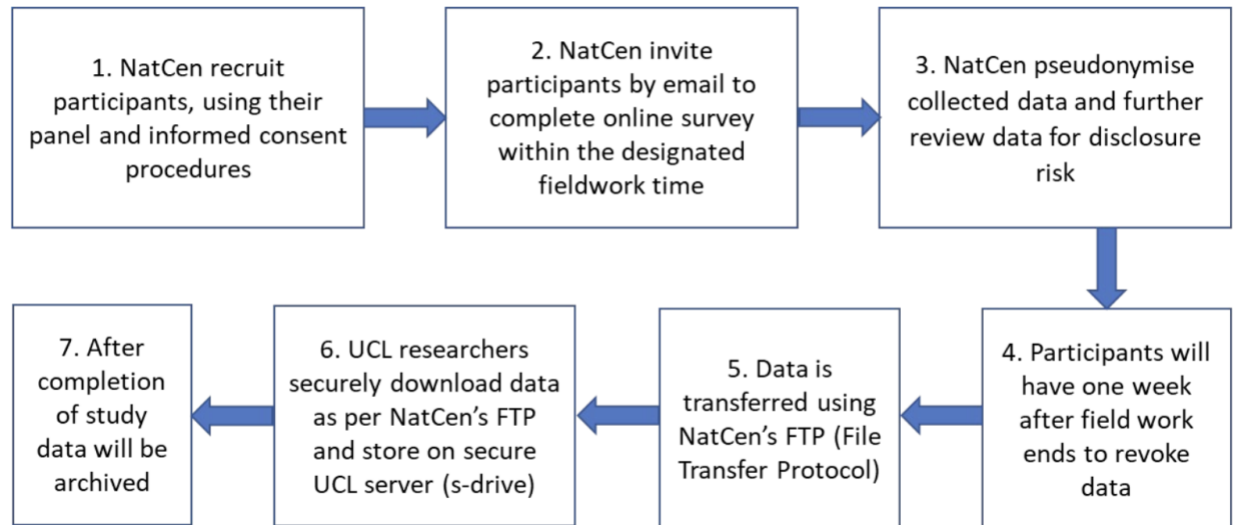 1. NatCen recruit
participants, using their
panel and informed consent
procedures
2. NatCen invite
participants by email to
complete online survey
within the designated
fieldwork time
3. NatCen pseudonymise
collected data and further
review data for disclosure
risk
4. Participants will
have one week
after field work
ends to revoke
data
5. Data is
transferred using
NatCen's FTP (File
Transfer Protocol)
6. UCL researchers
securely download data
as per NatCen's FTP
and store on secure
UCL server (s-drive)
7. After
completion
of study
data will be
archived